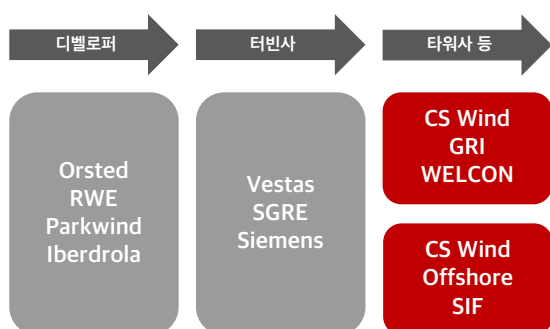 디벨로퍼
터빈사
타워사 등
Orsted
RWE
Parkwind
Iberdrola
Vestas
SGRE
Siemens
CS Wind
GRI
WELCON
CS Wind
Offshore
SIF